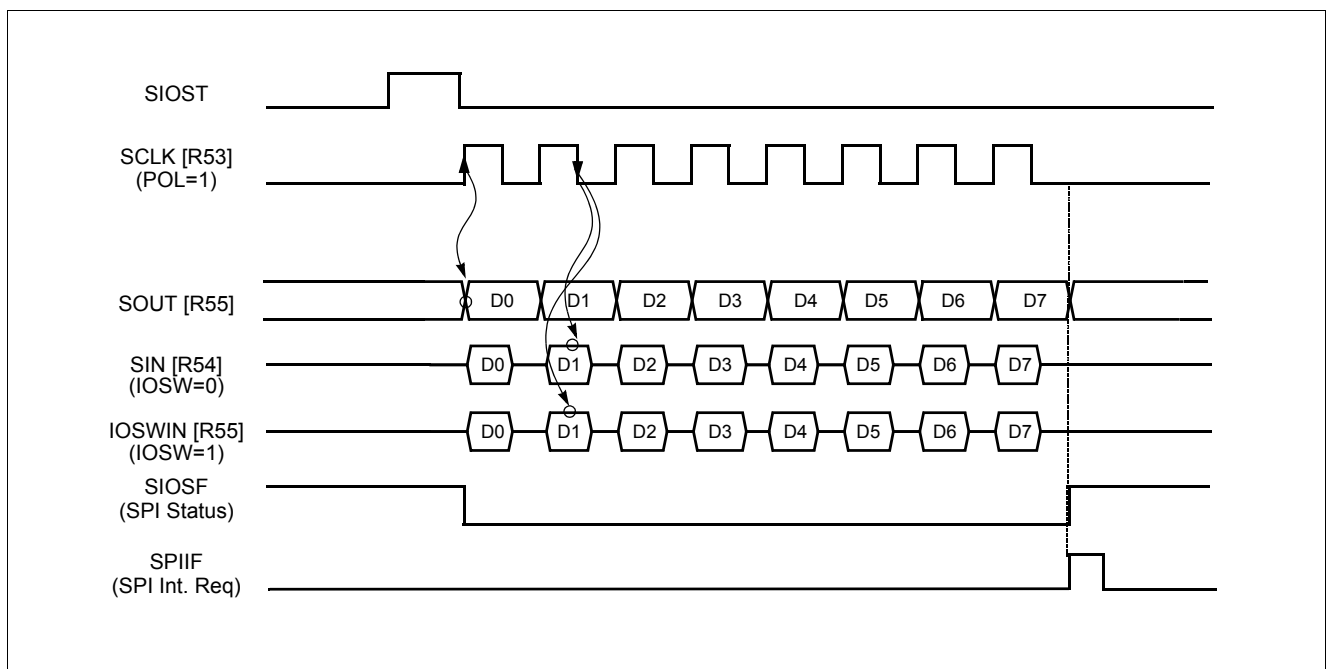 SIOST
SCLK [R53]
(POL=1)
SOUT [R55]
D0 D1 D2 D3 D4 D5 D6 D7
SIN [R54]
(IOSW=0)
D0 D1 D2 D3 D4 D5 D6 D7
IOSWIN [R55]
(IOSW=1)
D0 D1 D2 D3 D4 D5 D6 D7
SIOSF
(SPI Status)
SPIIF
(SPI Int. Req)